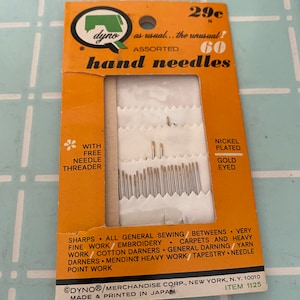 29c
dyno as usual...the unusual!
ASSORTED 60
hand needles
WITH
FREE
NEEDLE
THREADER
NICKEL
PLATED
GOLD
EYED
SHARPS • ALL GENERAL SEWING / BETWEENS • VERY
FINE WORK / EMBROIDERY • CARPETS AND HEAVY
WORK / COTTON DARNERS • GENERAL DARNING / YARN
DARNERS • MENDING HEAVY WORK / TAPESTRY • NEEDLE
POINT WORK
©DYNO® / MERCHANDISE CORP., NEW YORK, N.Y. 10010
MADE & PRINTED IN JAPAN ITEM 1125